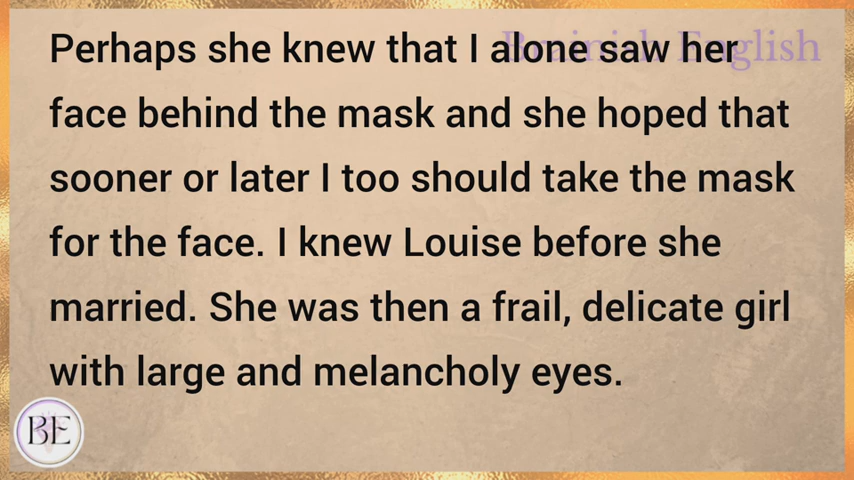 Brainish English
Perhaps she knew that I alone saw her
face behind the mask and she hoped that
sooner or later I too should take the mask
for the face. I knew Louise before she
married. She was then a frail, delicate girl
with large and melancholy eyes.
BE